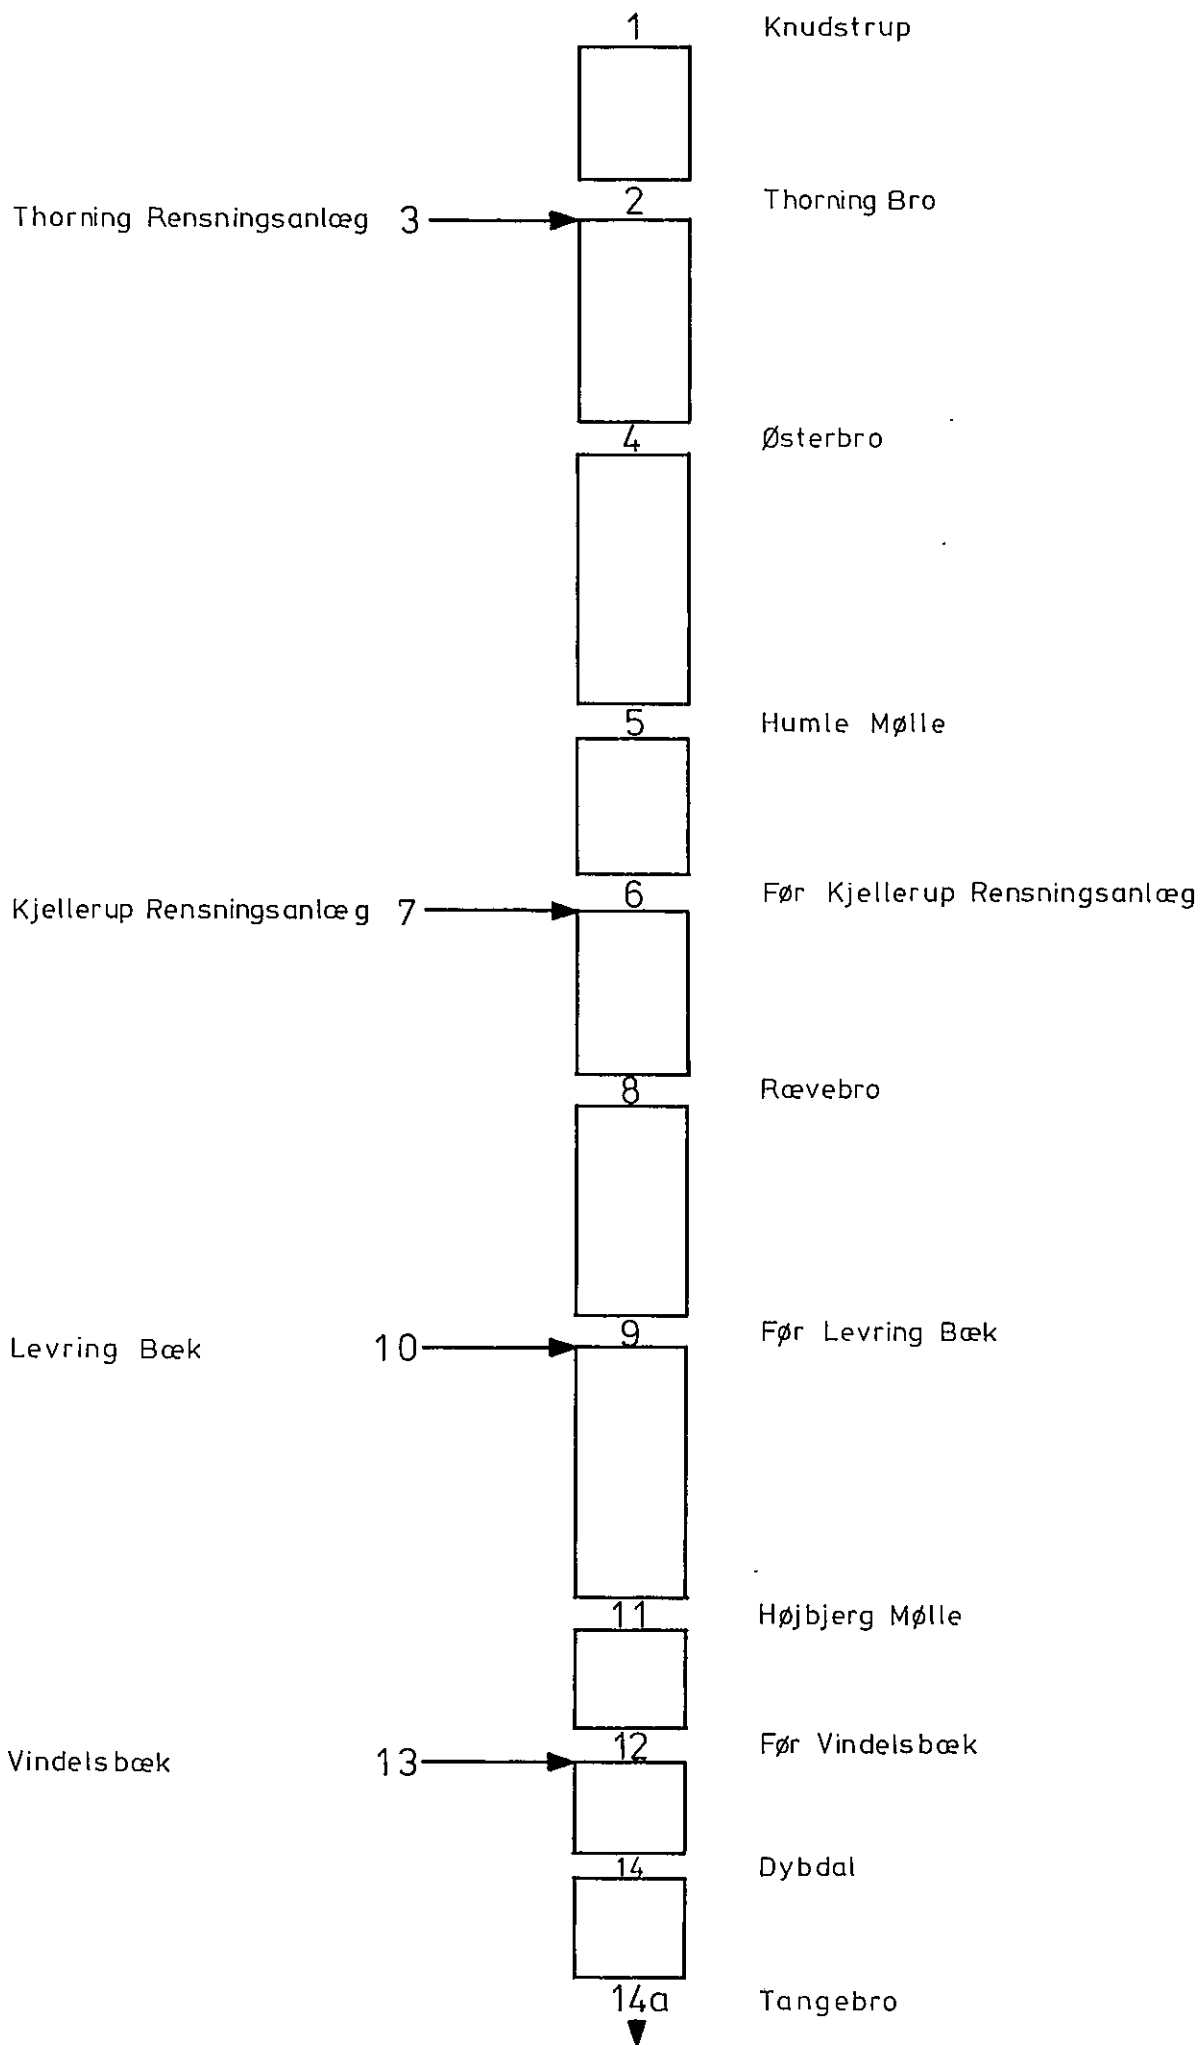 1 Knudstrup
2 Thorning Bro
Thorning Rensningsanlæg 3
4 Østerbro
5 Humle Mølle
6 Før Kjellerup Rensningsanlæg
Kjellerup Rensningsanlæg 7
8 Rævebro
9 Før Levring Bæk
Levring Bæk 10
11 Højbjerg Mølle
12 Før Vindelsbæk
Vindelsbæk 13
14 Dybdal
14a Tangebro